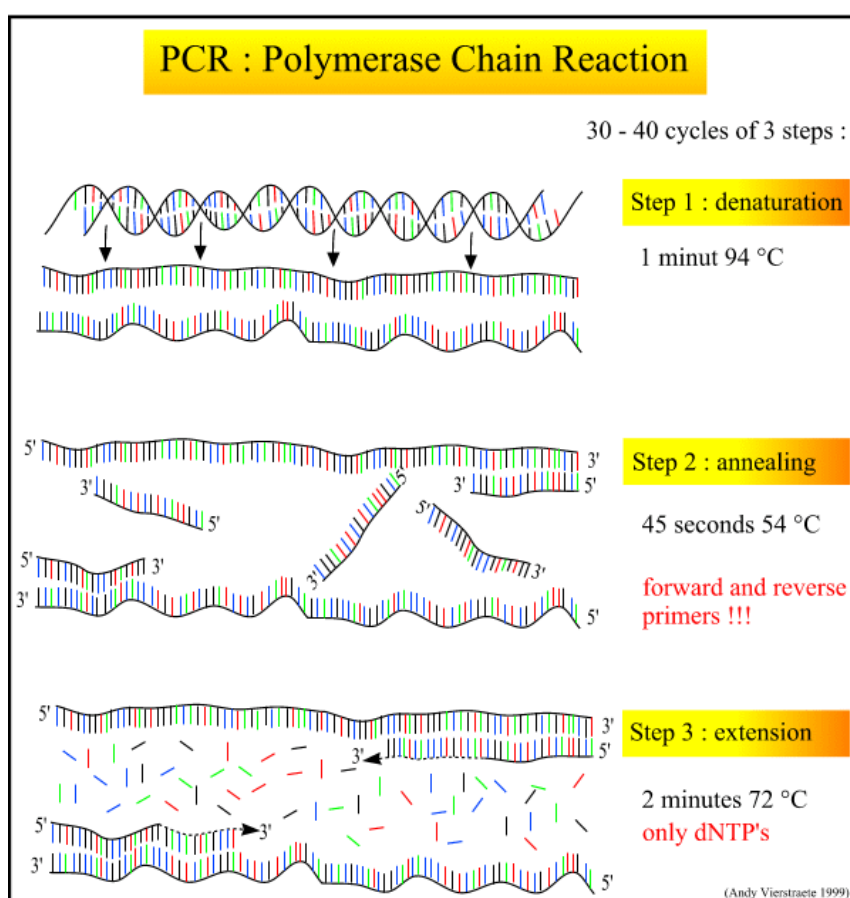 PCR : Polymerase Chain Reaction
30 - 40 cycles of 3 steps :
Step 1 : denaturation
1 minut 94 °C
5'
3'
Step 2 : annealing
3'
5'
5'
3'
5'
5'
3'
45 seconds 54 °C
5'
3'
3'
3'
3'
5'
forward and reverse
primers !!!
5'
3'
Step 3 : extension
3'
5'
2 minutes 72 °C
only dNTP's
5'
3'
3'
5'
(Andy Vierstraete 1999)